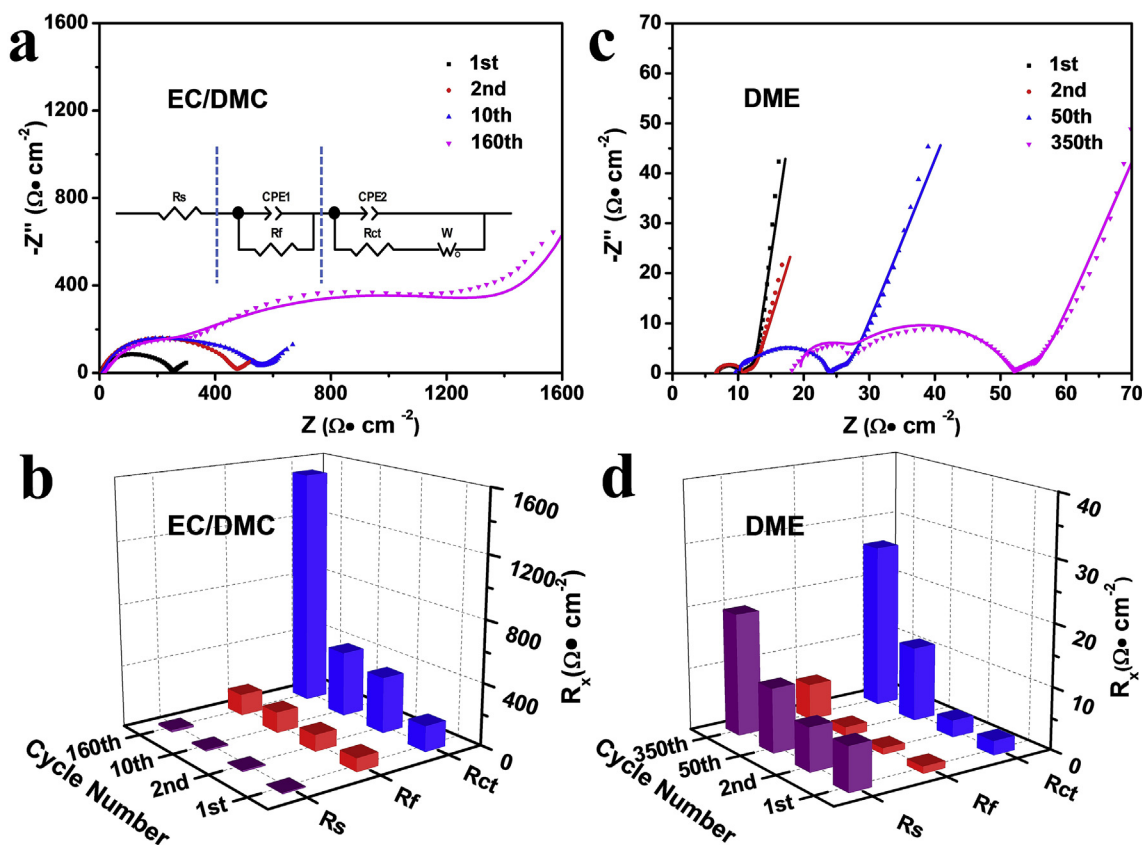 a
1600
1200
800
400
0
-Z'' (Ω• cm -2)
EC/DMC
1st
2nd
10th
160th
Rs
CPE1
Rf
CPE2
Rct
W
o
0
400
800
1200
1600
Z (Ω• cm -2)
c
70
60
50
40
30
20
10
0
-Z'' (Ω• cm-2)
DME
1st
2nd
50th
350th
0
10
20
30
40
50
60
70
Z (Ω• cm -2)
b
EC/DMC
1600
1200
800
400
0
Rx(Ω• cm-2)
160th
10th
2nd
1st
Cycle Number
Rs
Rf
Rct
d
DME
40
30
20
10
0
Rx(Ω• cm-2)
350th
50th
2nd
1st
Cycle Number
Rs
Rf
Rct